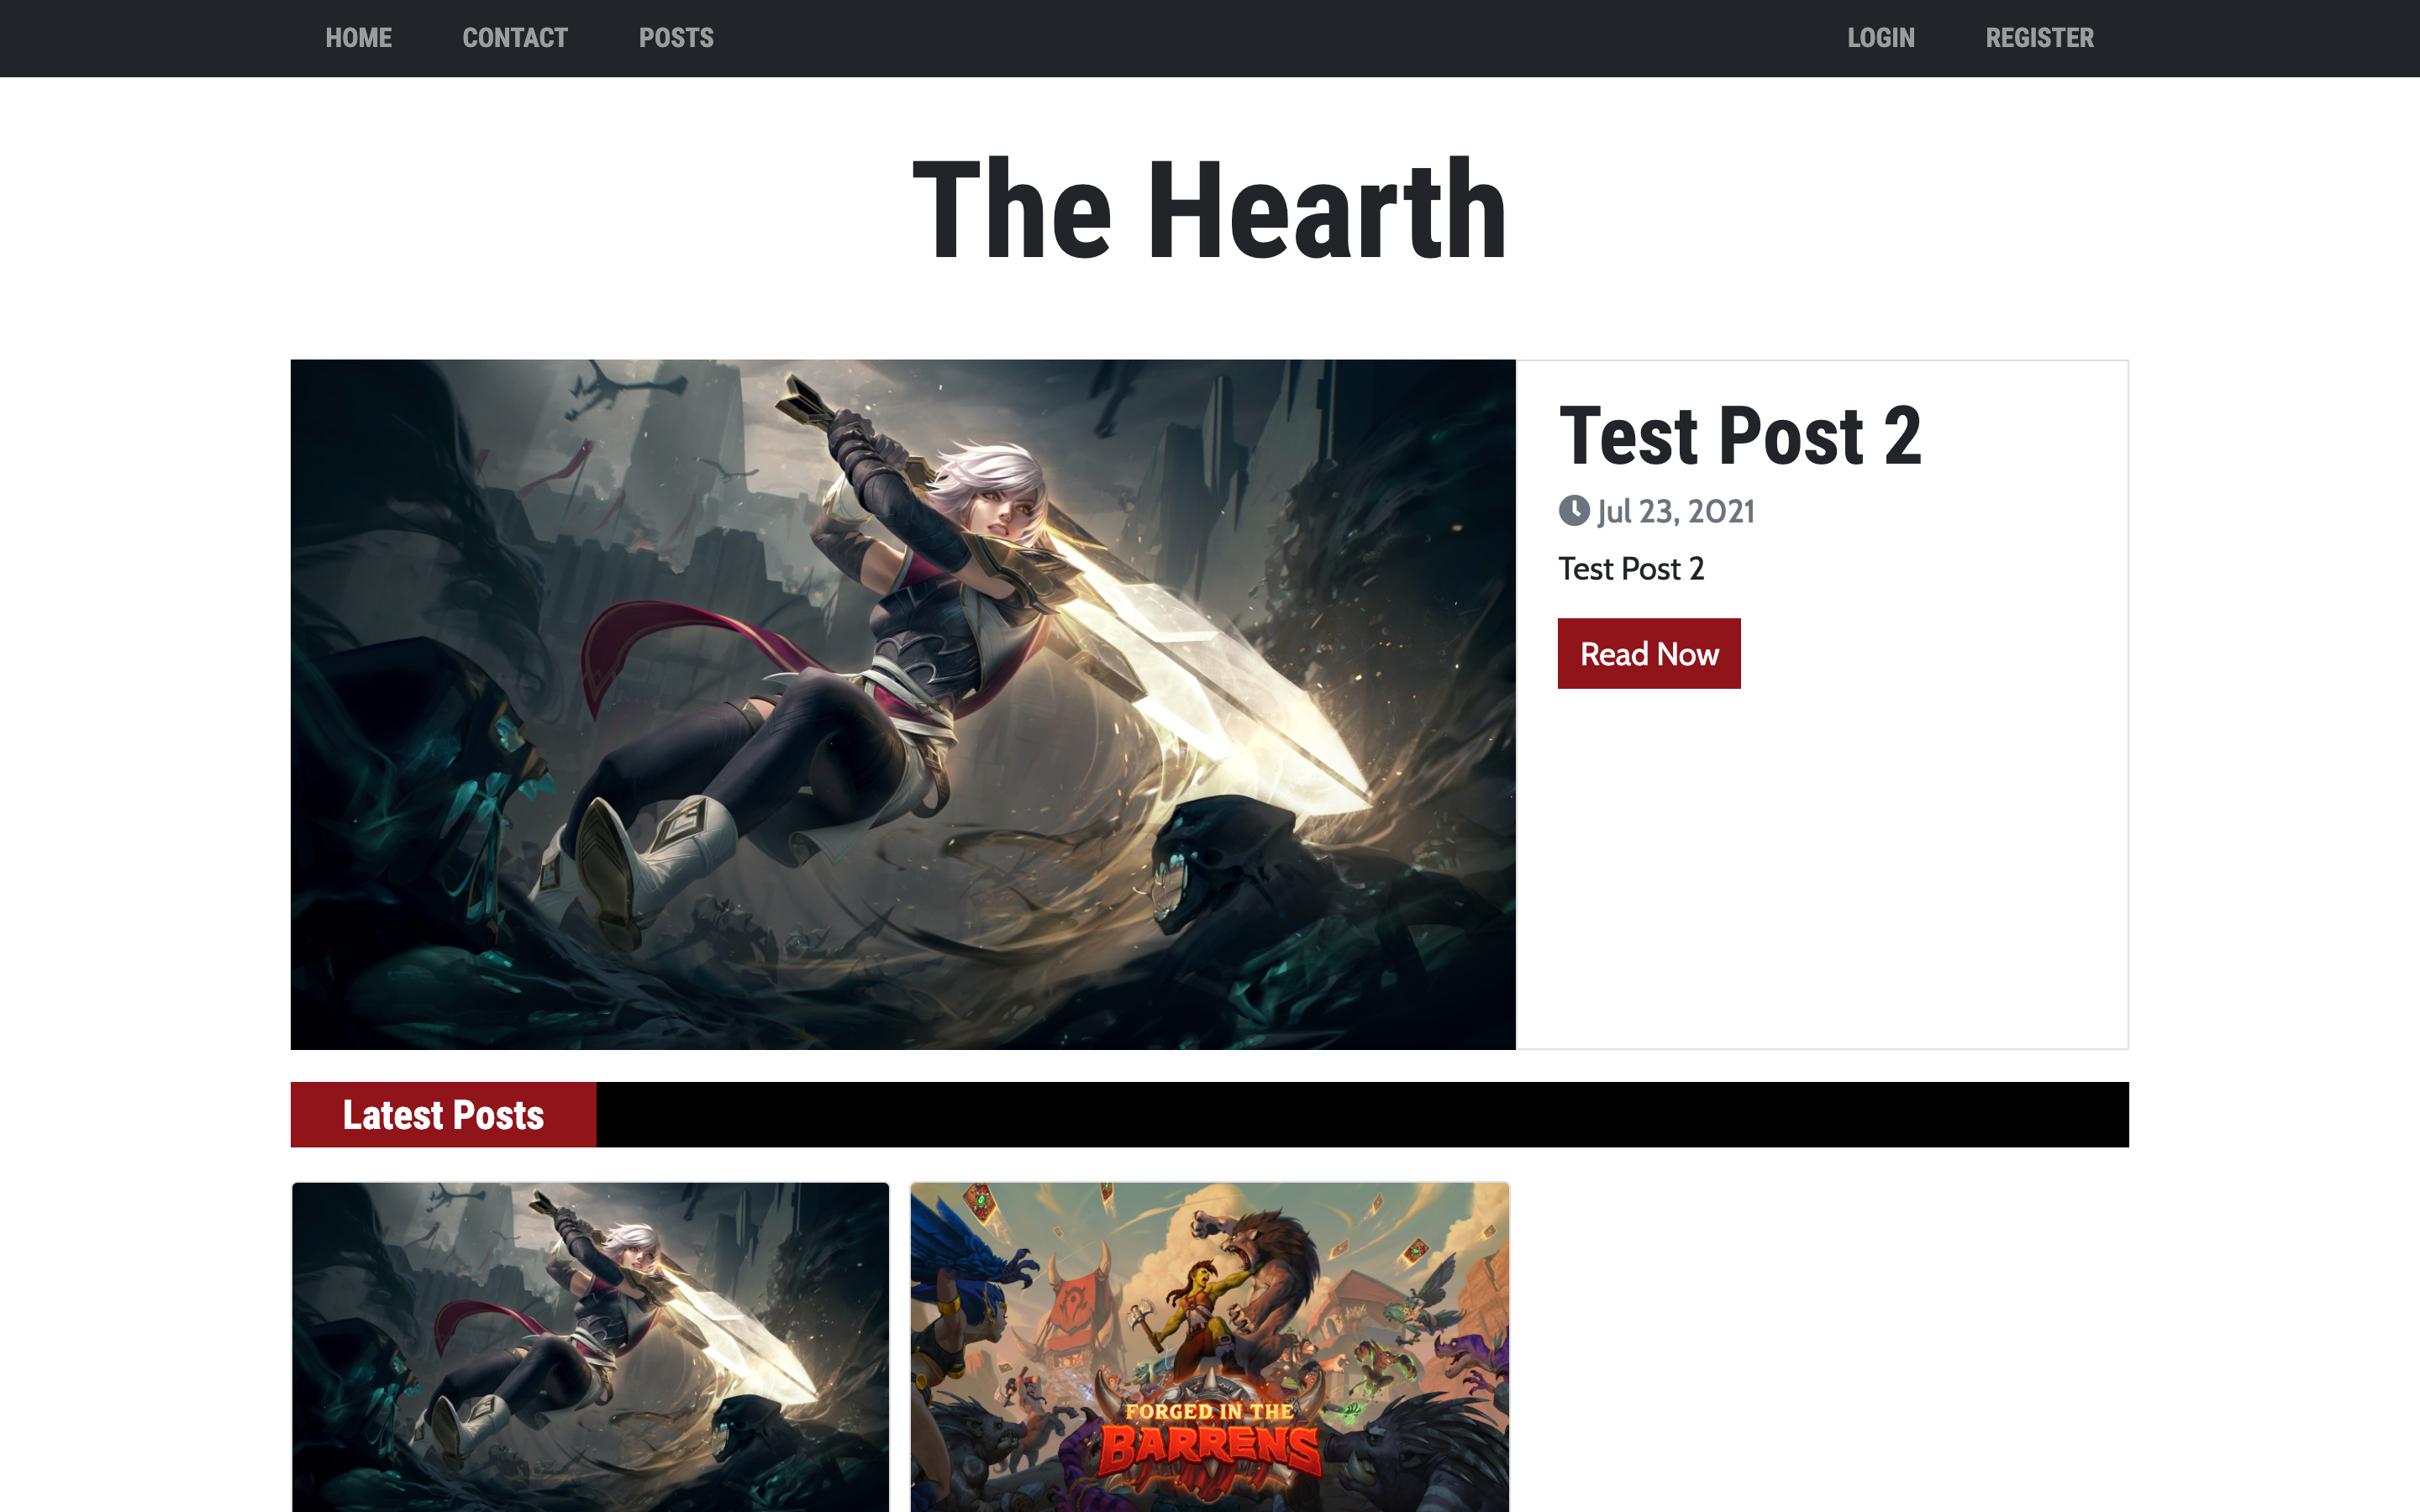 HOME CONTACT POSTS LOGIN REGISTER
The Hearth
Test Post 2
Jul 23, 2021
Test Post 2
Read Now
Latest Posts
FORGED IN THE
BARRENS